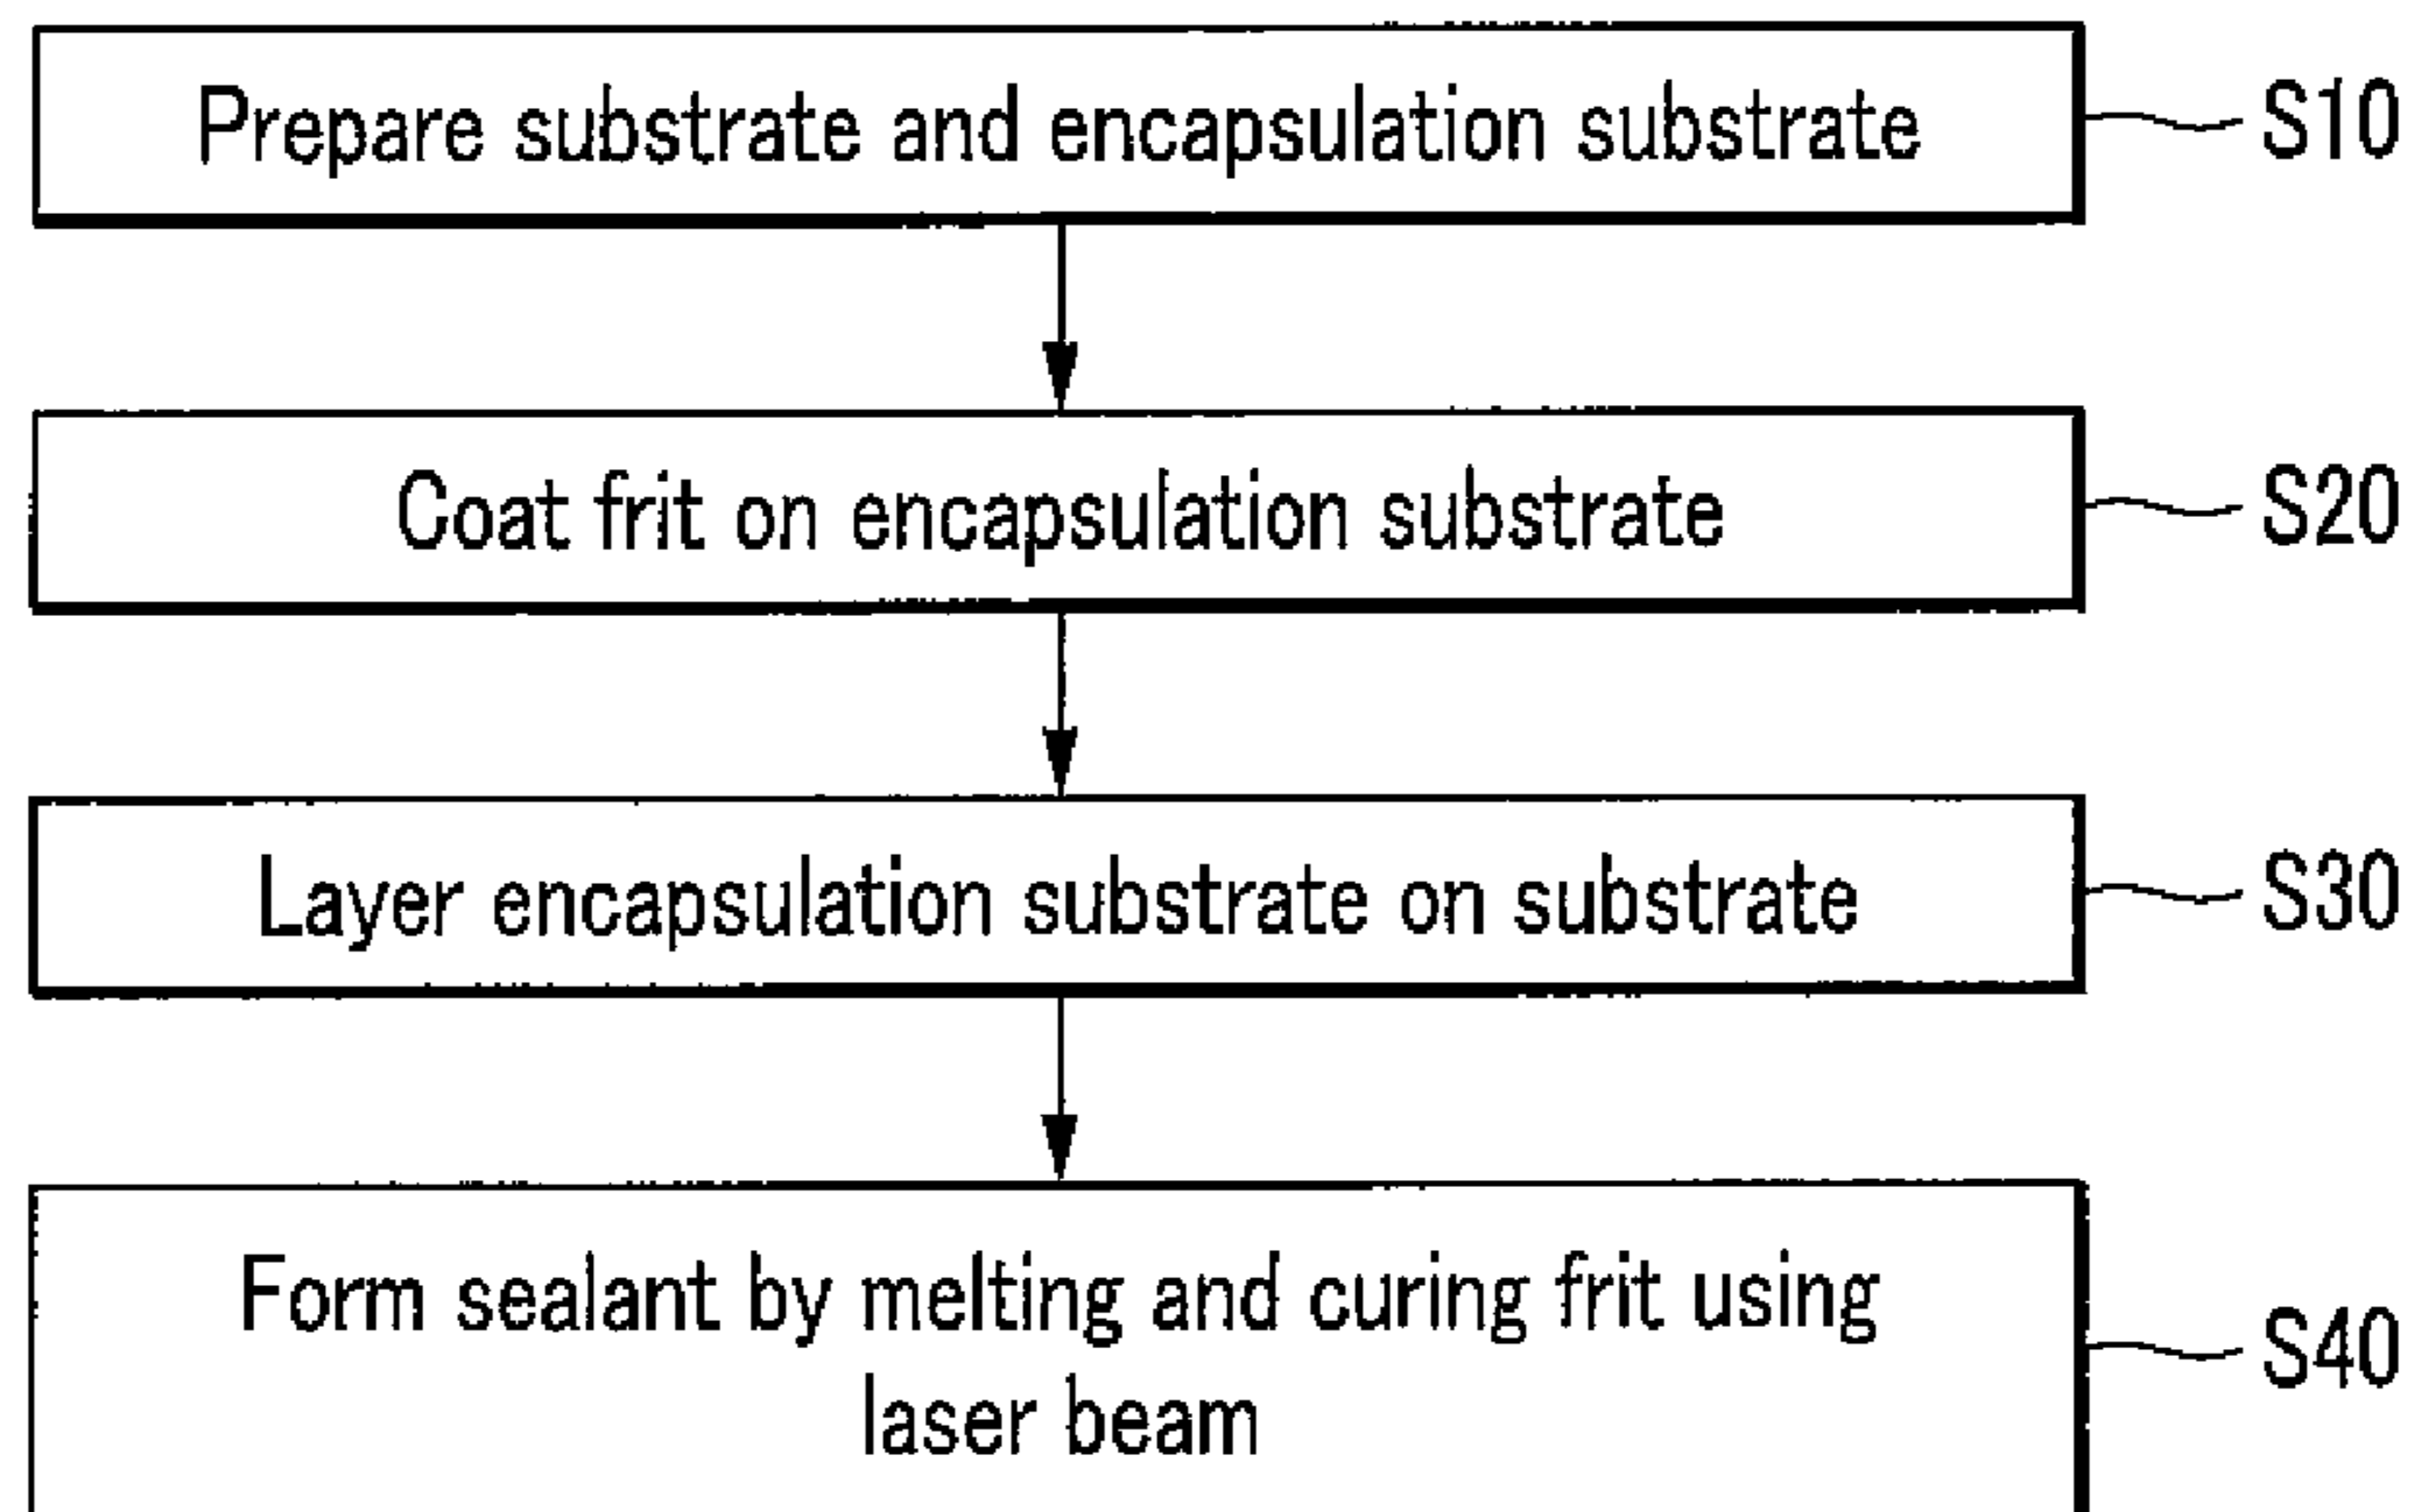 Prepare substrate and encapsulation substrate S10
Coat frit on encapsulation substrate S20
Layer encapsulation substrate on substrate S30
Form sealant by melting and curing frit using
laser beam
S40